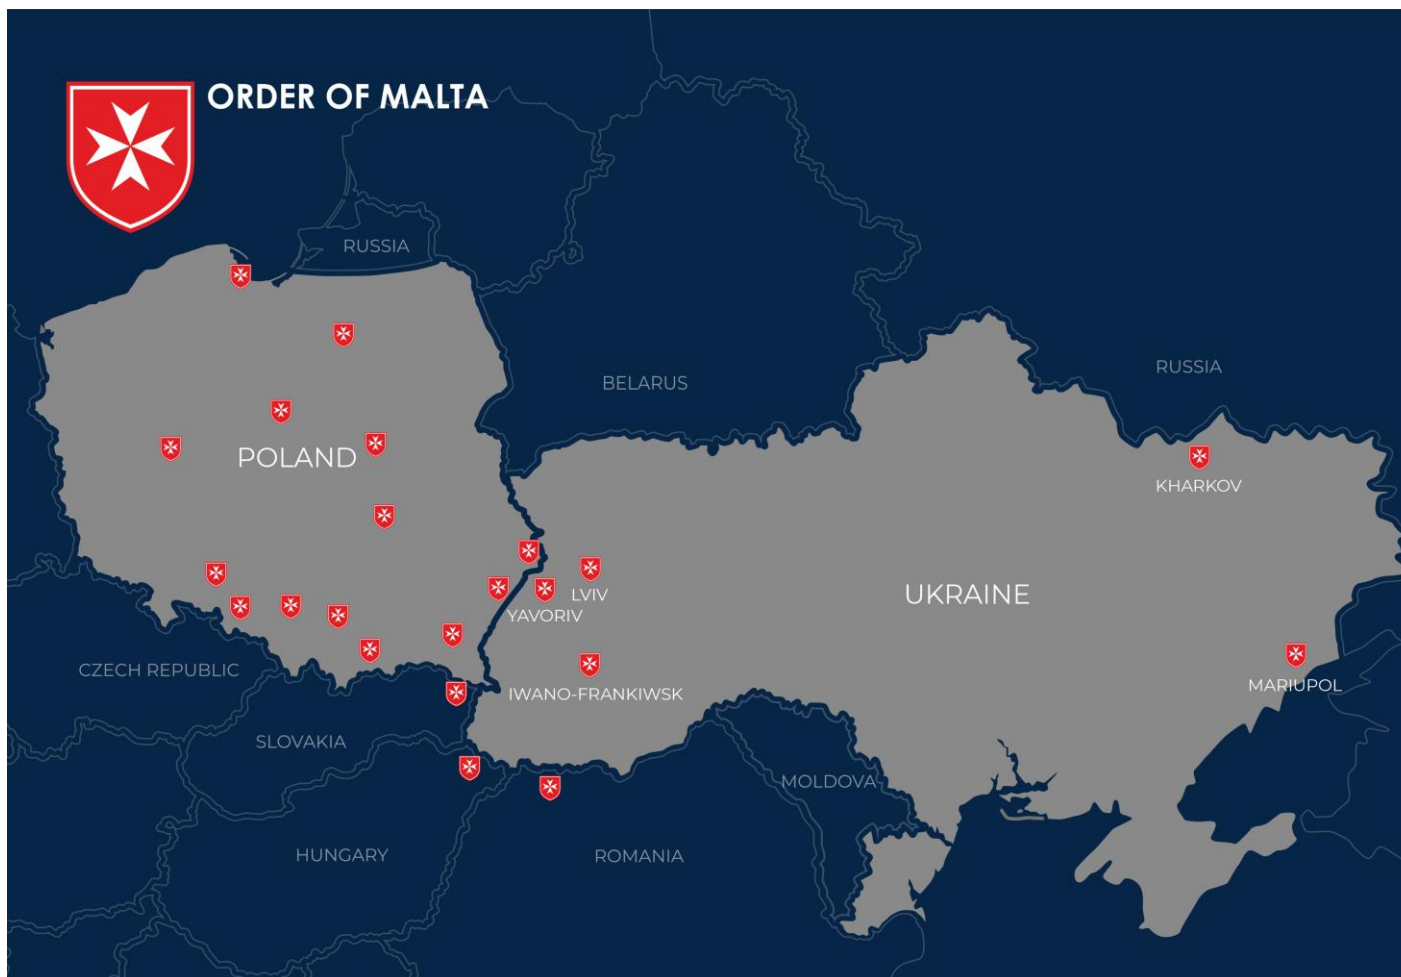 ORDER OF MALTA
RUSSIA
RUSSIA
BELARUS
POLAND
KHARKOV
LVIV
UKRAINE
YAVORIV
CZECH REPUBLIC
IWANO-FRANKIWSK
MARIUPOL
SLOVAKIA
MOLDOVA
HUNGARY
ROMANIA